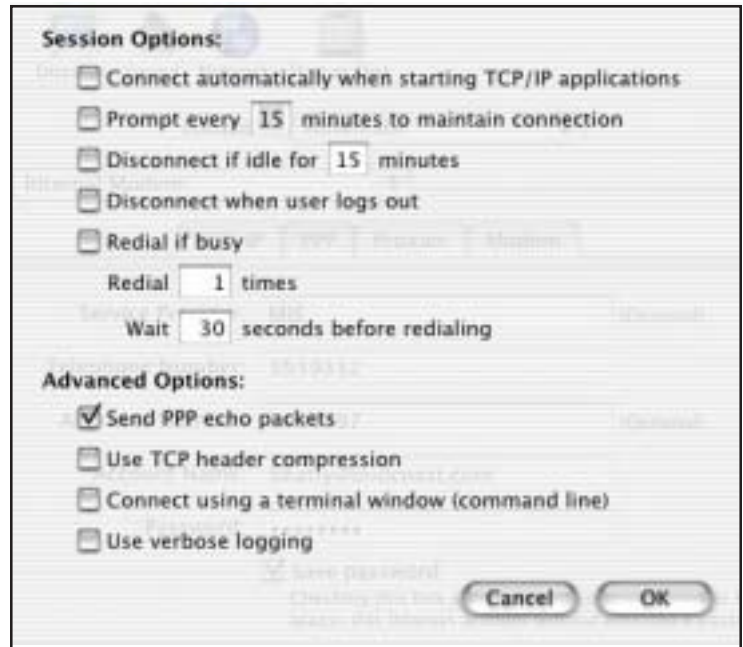 Session Options:
Connect automatically when starting TCP/IP applications
Prompt every 15 minutes to maintain connection
Disconnect if idle for 15 minutes
Disconnect when user logs out
Redial if busy
Redial 1 times
Wait 30 seconds before redialing
Advanced Options:
Send PPP echo packets
Use TCP header compression
Connect using a terminal window (command line)
Use verbose logging
Save password
Cancel
OK